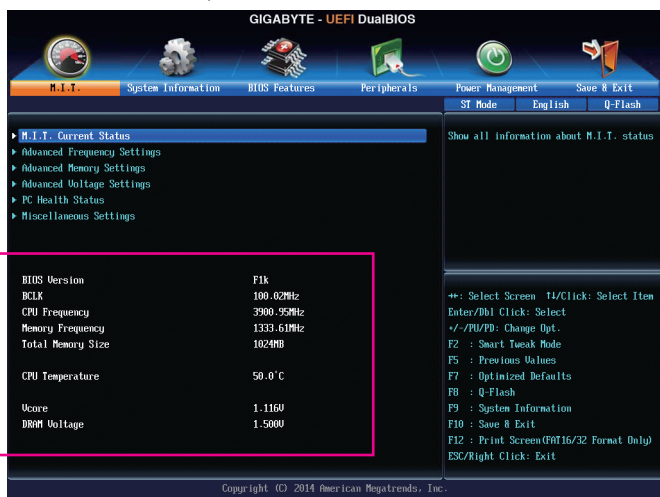 GIGABYTE - UEFI DualBIOS
M.I.T. System Information BIOS Features Peripherals Power Management Save & Exit
ST Mode English Q-Flash
M.I.T. Current Status
Advanced Frequency Settings
Advanced Memory Settings
Advanced Voltage Settings
PC Health Status
Miscellaneous Settings
BIOS Version F1k
BCLK 100.02MHz
CPU Frequency 3900.95MHz
Memory Frequency 1333.61MHz
Total Memory Size 1024MB
CPU Temperature 50.0°C
Vcore 1.116V
DRAM Voltage 1.500V
Show all information about M.I.T. status
→←: Select Screen ↑↓/Click: Select Item
Enter/Dbl Click: Select
+/-/PU/PD: Change Opt.
F2 : Smart Tweak Mode
F5 : Previous Values
F7 : Optimized Defaults
F8 : Q-Flash
F9 : System Information
F10 : Save & Exit
F12 : Print Screen(FAT16/32 Format Only)
ESC/Right Click: Exit
Copyright (C) 2014 American Megatrends, Inc.